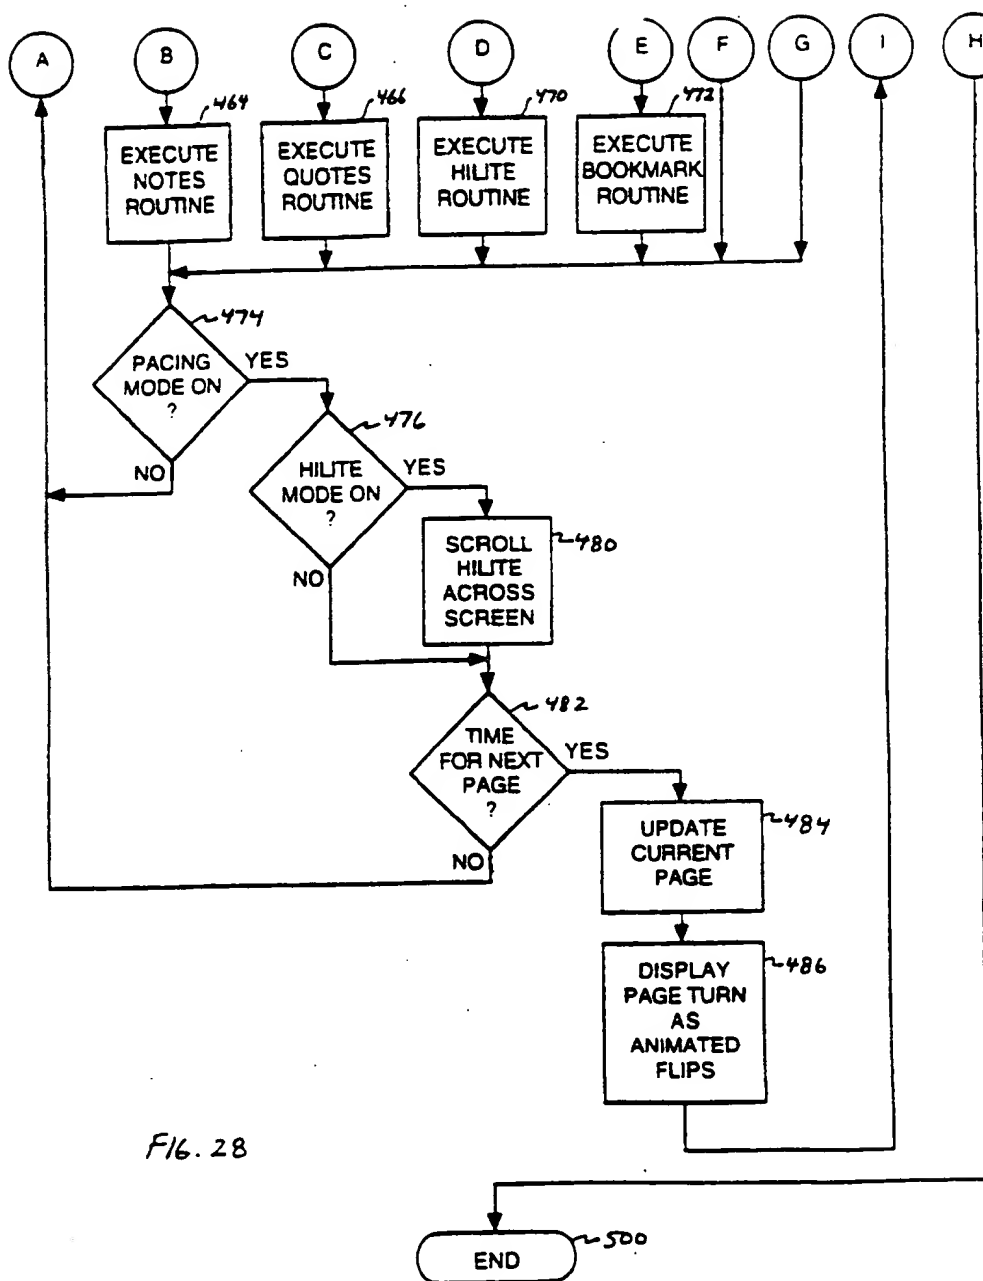 A
B
C
D
E
F
G
I
H
464
466
470
472
EXECUTE
NOTES
ROUTINE
EXECUTE
QUOTES
ROUTINE
EXECUTE
HILITE
ROUTINE
EXECUTE
BOOKMARK
ROUTINE
474
PACING
MODE ON
?
YES
NO
476
HILITE
MODE ON
?
YES
NO
480
SCROLL
HILITE
ACROSS
SCREEN
482
TIME
FOR NEXT
PAGE
?
YES
NO
484
UPDATE
CURRENT
PAGE
486
DISPLAY
PAGE TURN
AS
ANIMATED
FLIPS
FIG. 28
500
END